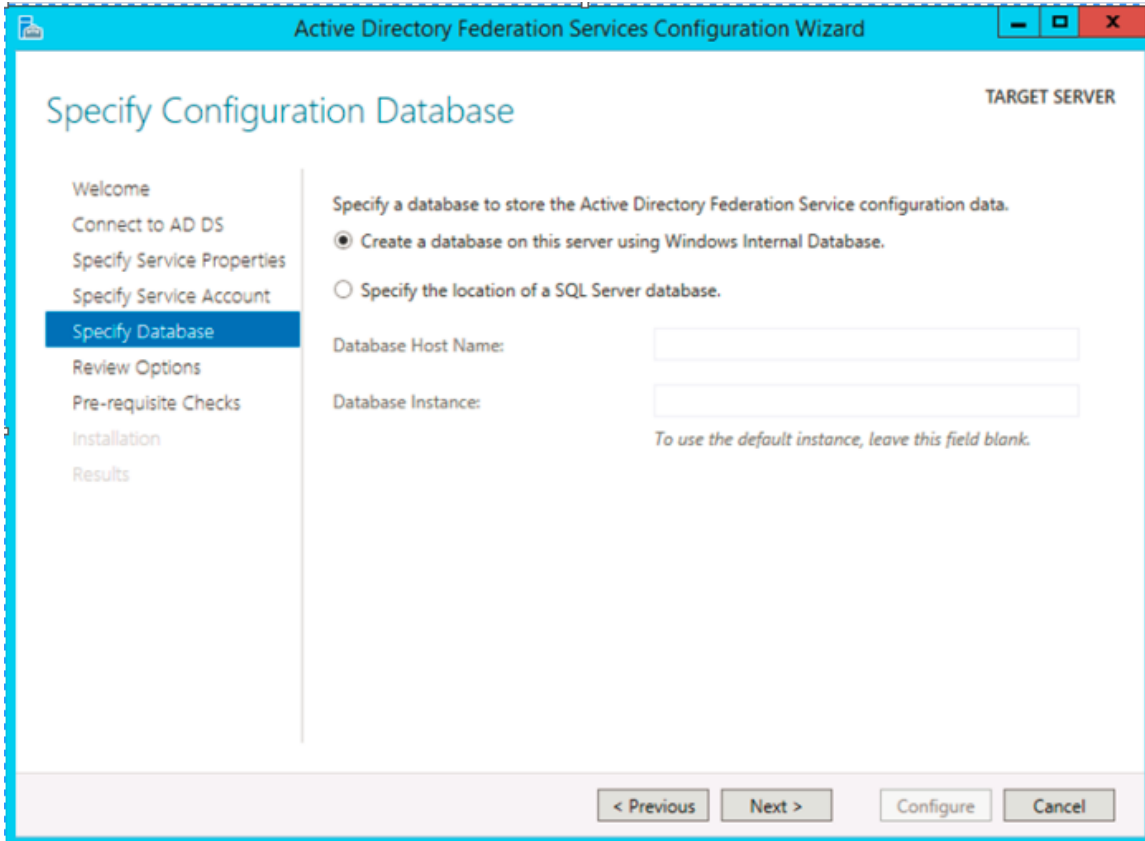 Active Directory Federation Services Configuration Wizard
Specify Configuration Database
TARGET SERVER
Welcome
Connect to AD DS
Specify Service Properties
Specify Service Account
Specify Database
Review Options
Pre-requisite Checks
Installation
Results
Specify a database to store the Active Directory Federation Service configuration data.
Create a database on this server using Windows Internal Database.
Specify the location of a SQL Server database.
Database Host Name:
Database Instance:
To use the default instance, leave this field blank.
< Previous
Next >
Configure
Cancel